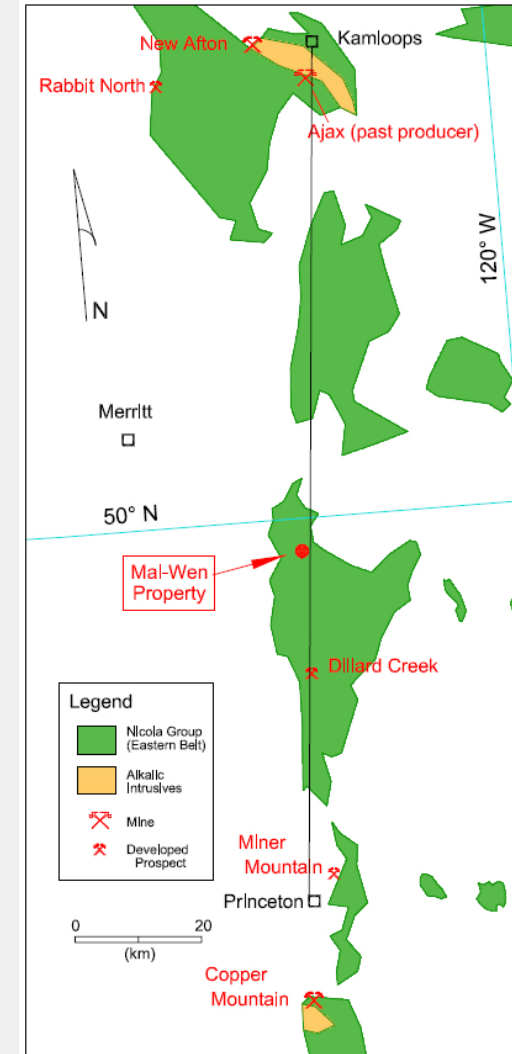 New Afton
Kamloops
Rabbit North
Ajax (past producer)
120° W
N
Merritt
50° N
Mal-Wen
Property
Dillard Creek
Legend
Nicola Group
(Eastern Belt)
Alkalic
Intrusives
Mine
Developed
Prospect
Miner
Mountain
Princeton
0 20
(km)
Copper
Mountain